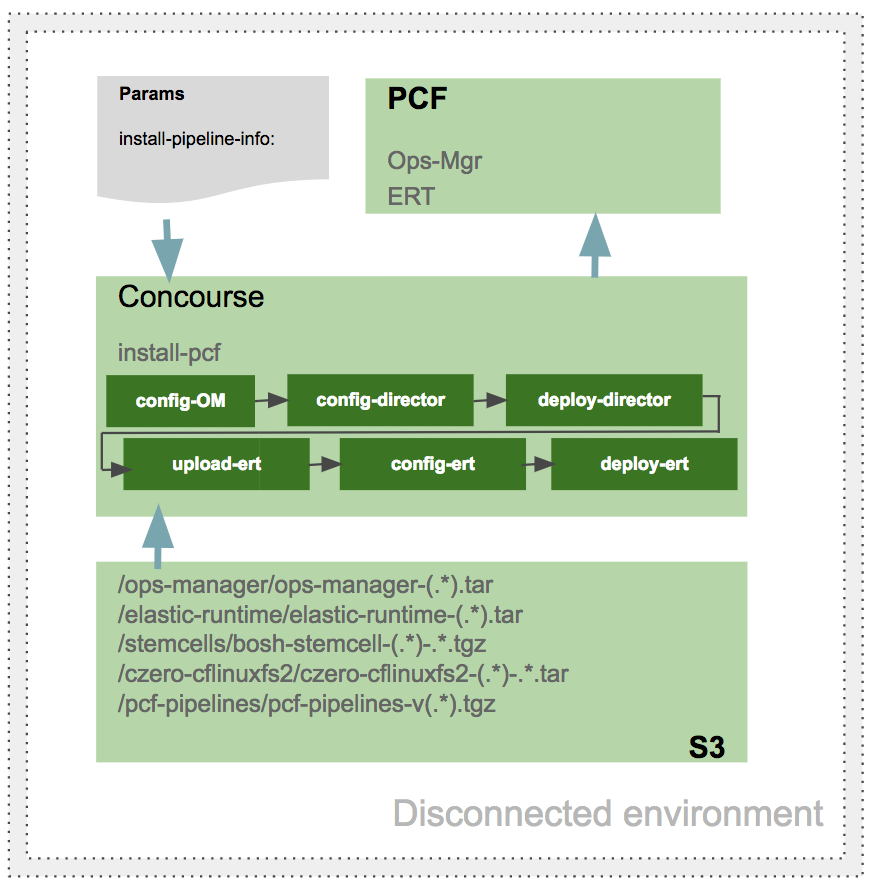 Params
install-pipeline-info:
PCF
Ops-Mgr
ERT
Concourse
install-pcf
config-OM
config-director
deploy-director
upload-ert
config-ert
deploy-ert
/ops-manager/ops-manager-(.*).tar
/elastic-runtime/elastic-runtime-(.*).tar
/stemcells/bosh-stemcell-(.*)-.*.tgz
/czero-cflinuxfs2/czero-cflinuxfs2-(.*)-.*.tar
/pcf-pipelines/pcf-pipelines-v(.*).tgz
S3
Disconnected environment